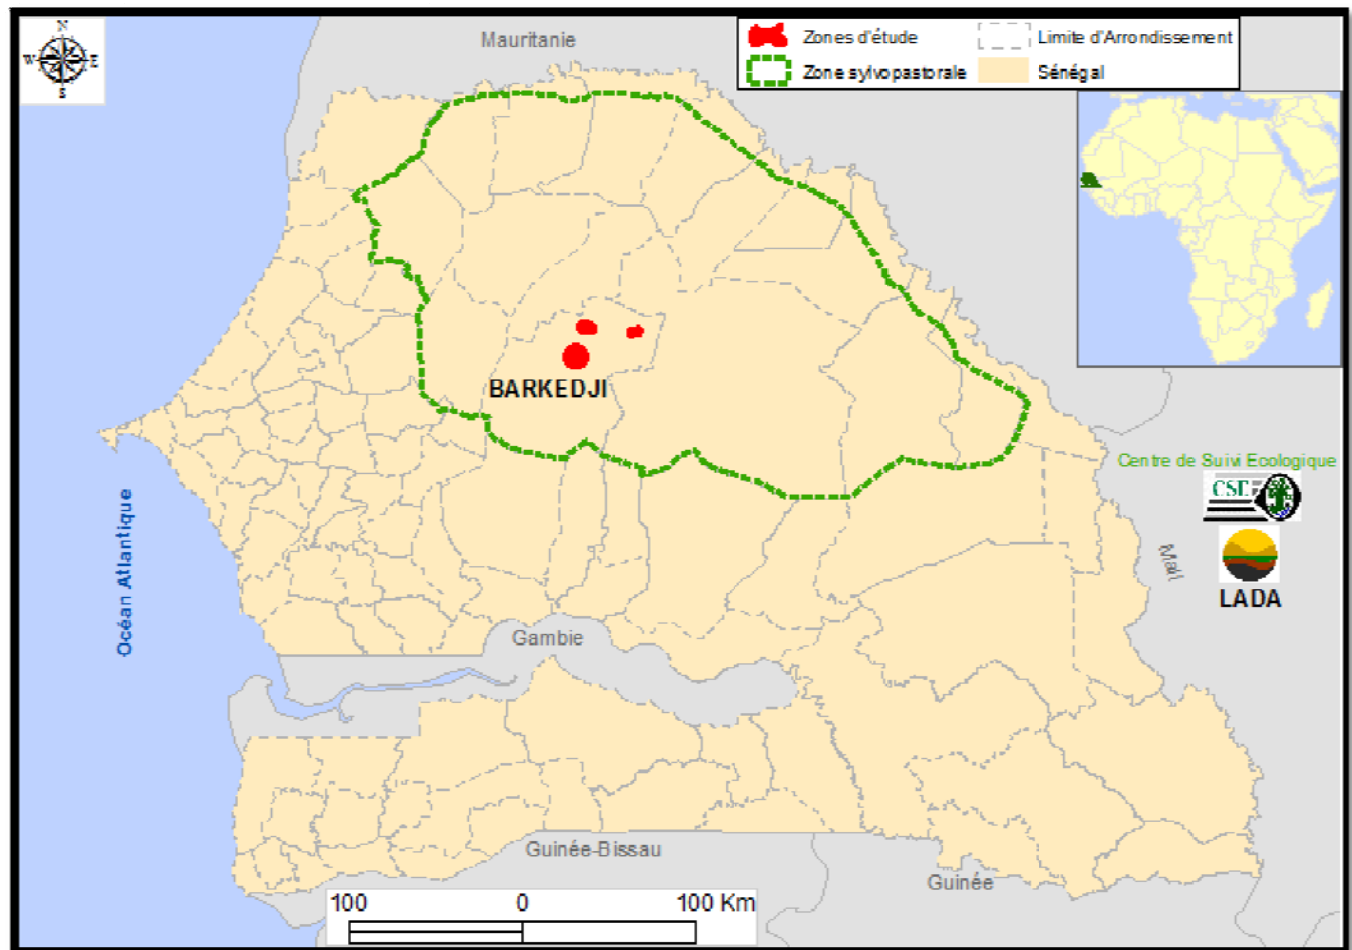 N
W E
S
Mauritanie
Zones d'étude
Limite d'Arrondissement
Zone sylvopastorale
Sénégal
BARKEDJI
Océan Atlantique
Centre de Suivi Ecologique
CSE
Mali
LADA
Gambie
Guinée-Bissau
Guinée
100 0 100 Km